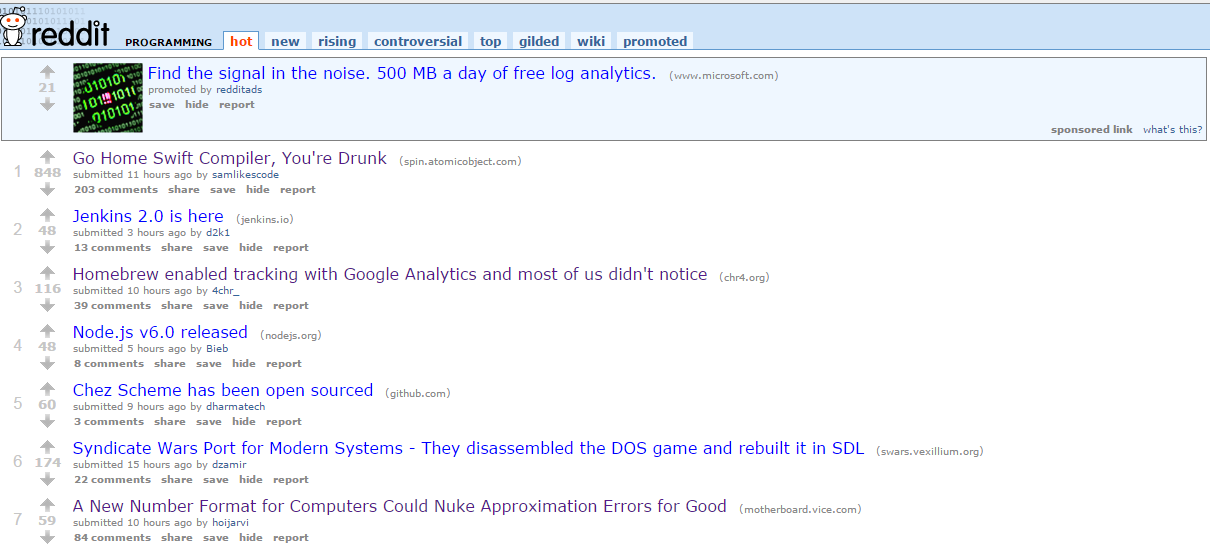 reddit PROGRAMMING hot new rising controversial top gilded wiki promoted
21
Find the signal in the noise. 500 MB a day of free log analytics. (www.microsoft.com)
promoted by redditads
save hide report
sponsored link what's this?
1
848
Go Home Swift Compiler, You're Drunk (spin.atomicobject.com)
submitted 11 hours ago by samlikescode
203 comments share save hide report
2
48
Jenkins 2.0 is here (jenkins.io)
submitted 3 hours ago by d2k1
13 comments share save hide report
3
116
Homebrew enabled tracking with Google Analytics and most of us didn't notice (chr4.org)
submitted 10 hours ago by 4chr_
39 comments share save hide report
4
48
Node.js v6.0 released (nodejs.org)
submitted 5 hours ago by Bieb
8 comments share save hide report
5
60
Chez Scheme has been open sourced (github.com)
submitted 9 hours ago by dharmatech
3 comments share save hide report
6
174
Syndicate Wars Port for Modern Systems - They disassembled the DOS game and rebuilt it in SDL (swars.vexillium.org)
submitted 15 hours ago by dzamir
22 comments share save hide report
7
59
A New Number Format for Computers Could Nuke Approximation Errors for Good (motherboard.vice.com)
submitted 10 hours ago by hoijarvi
84 comments share save hide report